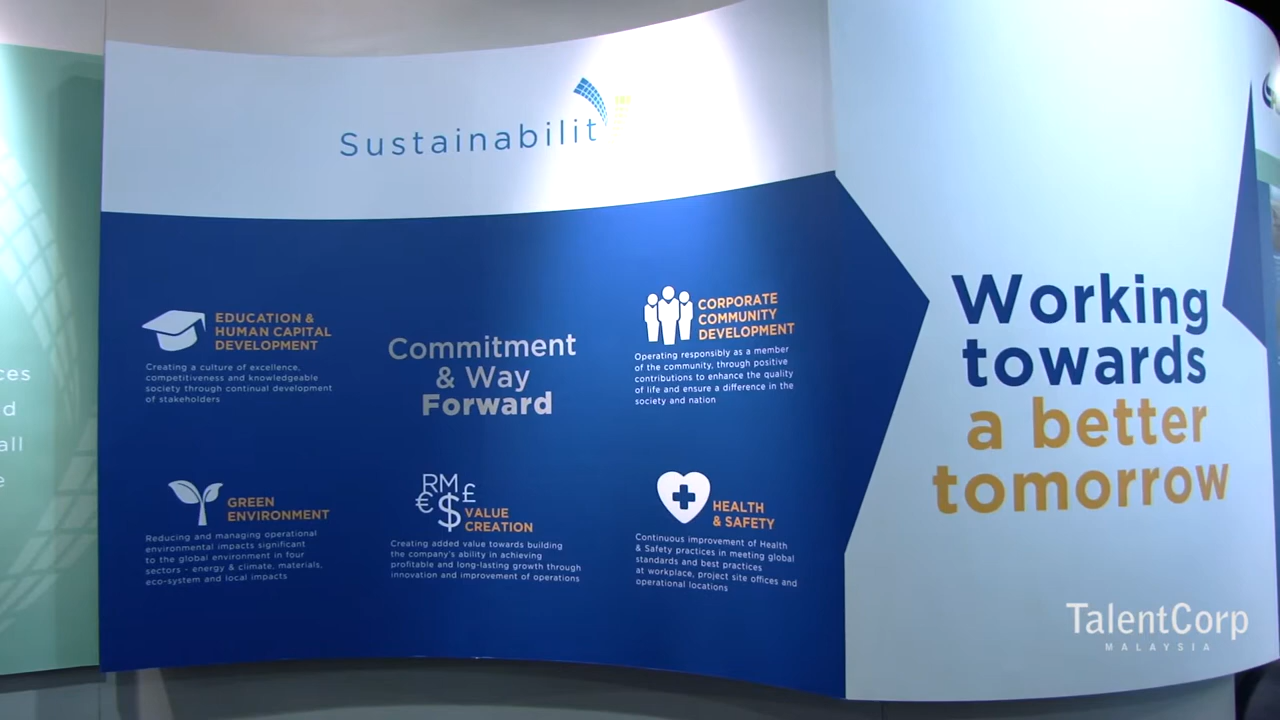 Sustainabilit
EDUCATION &
HUMAN CAPITAL
DEVELOPMENT
Creating a culture of excellence,
competitiveness and knowledgeable
society through continual development
of stakeholders
Commitment
& Way
Forward
CORPORATE
COMMUNITY
DEVELOPMENT
Operating responsibly as a member
of the community, through positive
contributions to enhance the quality
of life and ensure a difference in the
society and nation
GREEN
ENVIRONMENT
Reducing and managing operational
environmental impacts significant
to the global environment in four
sectors - energy & climate, materials,
eco-system and local impacts
RM
€ $ £
VALUE
CREATION
Creating added value towards building
the company's ability in achieving
profitable and long-lasting growth through
innovation and improvement of operations
HEALTH
& SAFETY
Continuous improvement of Health
& Safety practices in meeting global
standards and best practices
at workplace, project site offices and
operational locations
Working
towards
a better
tomorrow
TalentCorp
MALAYSIA